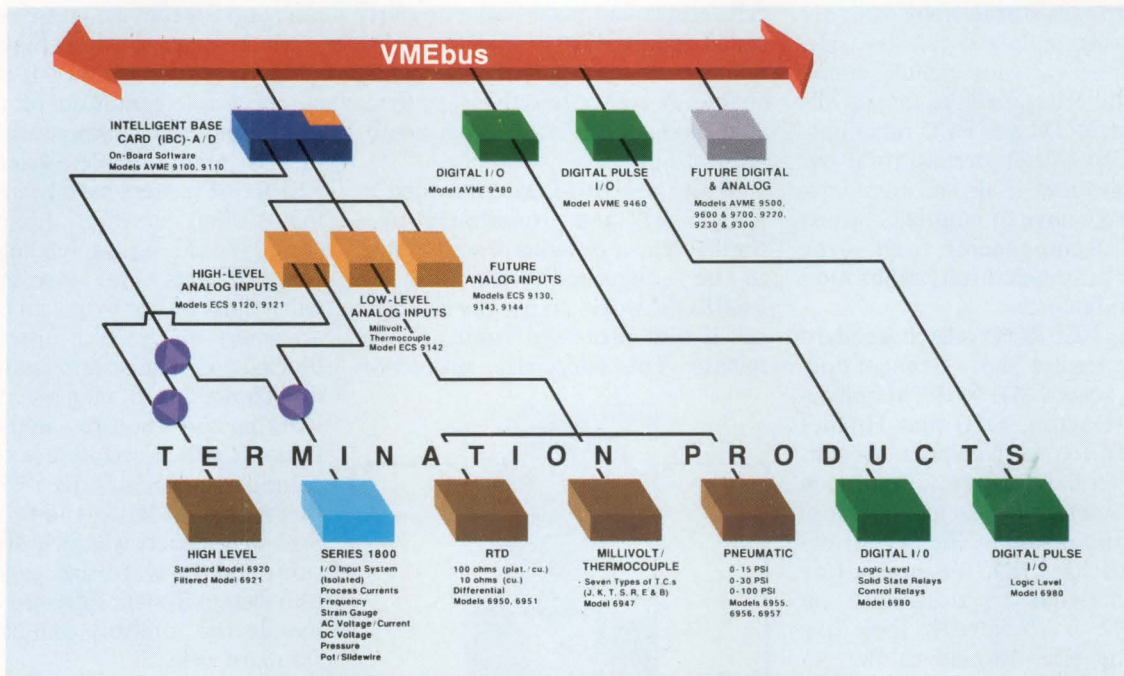 VMEbus
INTELLIGENT BASE
CARD (IBC)-A/D
On-Board Software
Models AVME 9100, 9110
DIGITAL I/O
Model AVME 9480
DIGITAL PULSE
I/O
Model AVME 9460
FUTURE DIGITAL
& ANALOG
Models AVME 9500,
9600 & 9700, 9220,
9230 & 9300
HIGH-LEVEL
ANALOG INPUTS
Models ECS 9120, 9121
LOW-LEVEL
ANALOG INPUTS
Millivolt -
Thermocouple
Model ECS 9142
FUTURE
ANALOG INPUTS
Models ECS 9130,
9143, 9144
TERMINATION PRODUCTS
HIGH LEVEL
Standard Model 6920
Filtered Model 6921
SERIES 1800
I/O Input System
(Isolated)
Process Currents
Frequency
Strain Gauge
AC Voltage/Current
DC Voltage
Pressure
Pot/Slidewire
RTD
100 ohms (plat./cu.)
10 ohms (cu.)
Differential
Models 6950, 6951
MILLIVOLT/
THERMOCOUPLE
- Seven Types of T.C.s
(J, K, T, S, R, E & B)
Model 6947
PNEUMATIC
0-15 PSI
0-30 PSI
0-100 PSI
Models 6955,
6956, 6957
DIGITAL I/0
Logic Level
Solid State Relays
Control Relays
Model 6980
DIGITAL PULSE
I/O
Logic Level
Model 6980